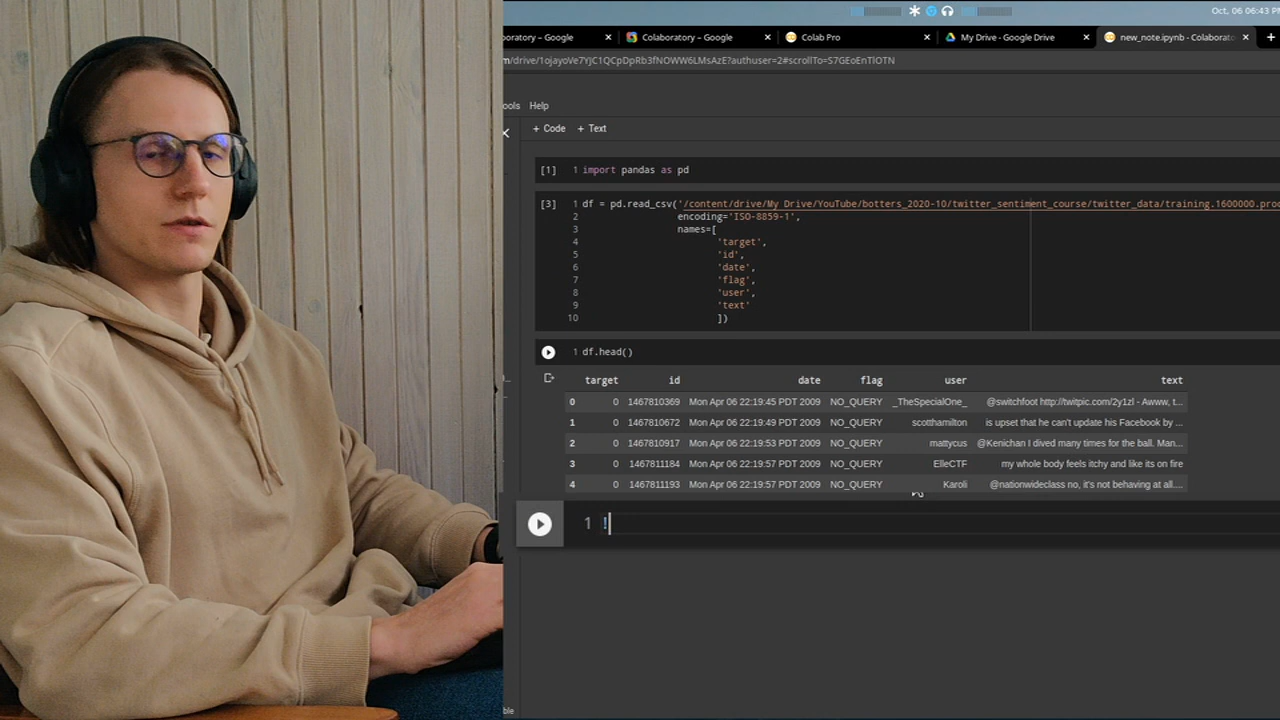 Oct, 06 06:43 P
oratory – Google
Colaboratory – Google
Colab Pro
My Drive - Google Drive
new_note.ipynb - Colaborato
m/drive/1ojayoVe7YJC1QCpDpRb3fNOWW6LMsAzE?authuser=2#scrollTo=S7GEoEnTlOTN
ools Help
+ Code + Text
[1] 1 import pandas as pd
[3] 1 df = pd.read_csv('/content/drive/My Drive/YouTube/botters_2020-10/twitter_sentiment_course/twitter_data/training.1600000.proc
2 encoding='ISO-8859-1',
3 names=[
4 'target',
5 'id',
6 'date',
7 'flag',
8 'user',
9 'text'
10 ])
1 df.head()
target id date flag user text
0 0 1467810369 Mon Apr 06 22:19:45 PDT 2009 NO_QUERY _TheSpecialOne_ @switchfoot http://twitpic.com/2y1zl - Awww, t...
1 0 1467810672 Mon Apr 06 22:19:49 PDT 2009 NO_QUERY scotthamilton is upset that he can't update his Facebook by ...
2 0 1467810917 Mon Apr 06 22:19:53 PDT 2009 NO_QUERY mattycus @Kenichan I dived many times for the ball. Man...
3 0 1467811184 Mon Apr 06 22:19:57 PDT 2009 NO_QUERY ElleCTF my whole body feels itchy and like its on fire
4 0 1467811193 Mon Apr 06 22:19:57 PDT 2009 NO_QUERY Karoli @nationwideclass no, it's not behaving at all....
1 !
ble